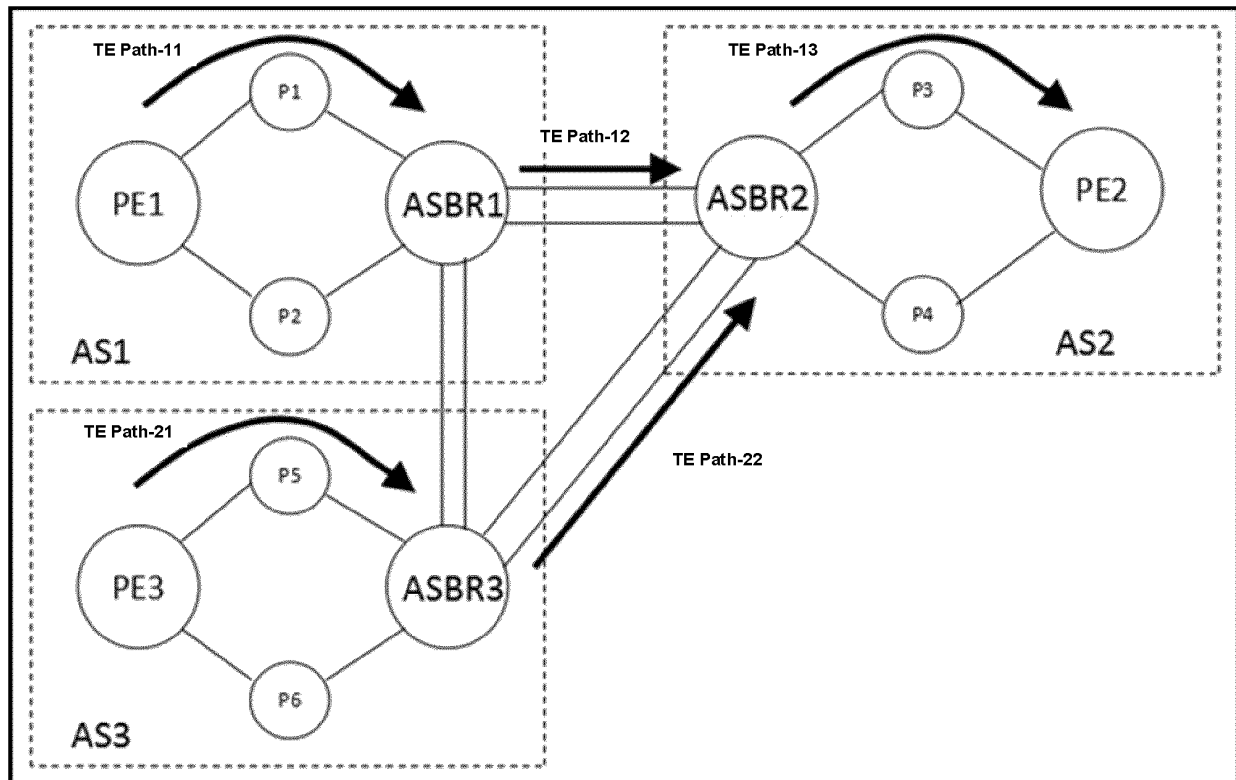 TE Path-11
P1
PE1
ASBR1
P2
AS1
TE Path-12
TE Path-13
P3
ASBR2
PE2
P4
AS2
TE Path-21
P5
PE3
ASBR3
P6
AS3
TE Path-22